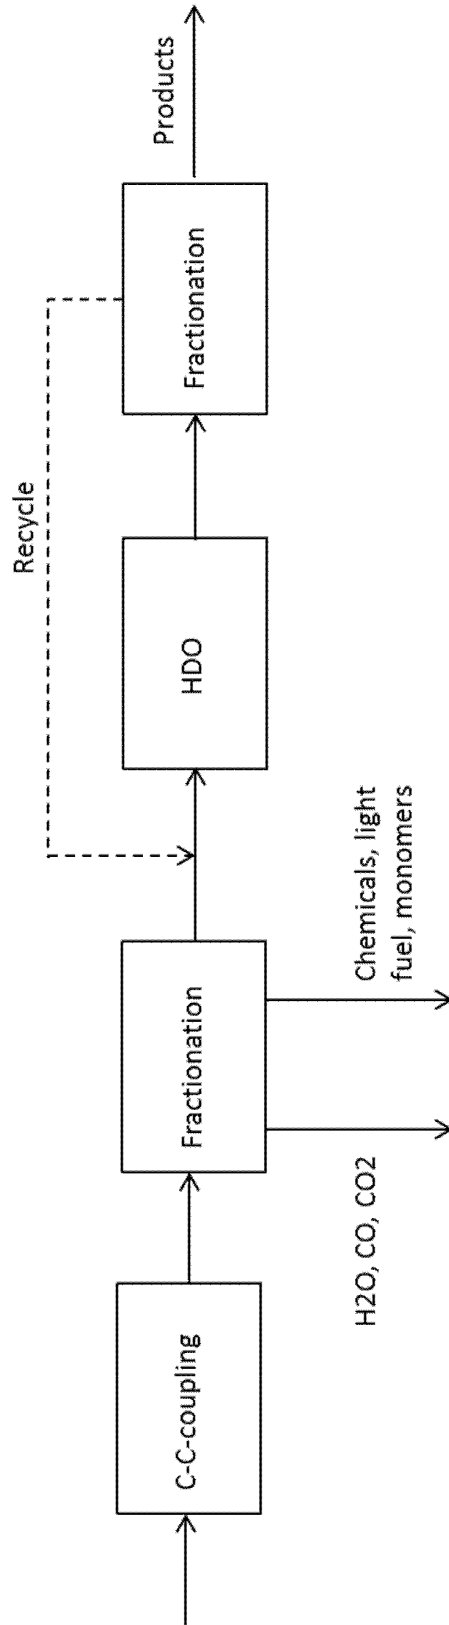 Recycle
Products
C-C-coupling
Fractionation
HDO
Fractionation
H2O, CO, CO2
Chemicals, light
fuel, monomers